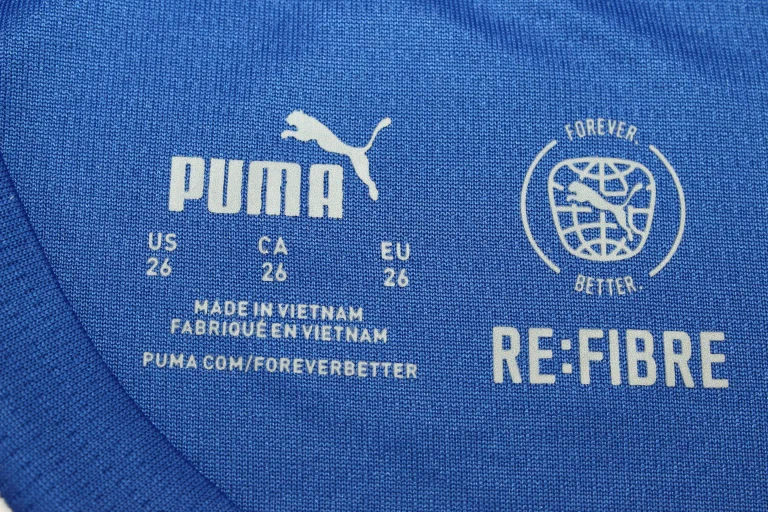 PUMA
US CA EU
26 26 26
MADE IN VIETNAM
FABRIQUÉ EN VIETNAM
PUMA.COM/FOREVERBETTER
FOREVER.
BETTER.
RE:FIBRE